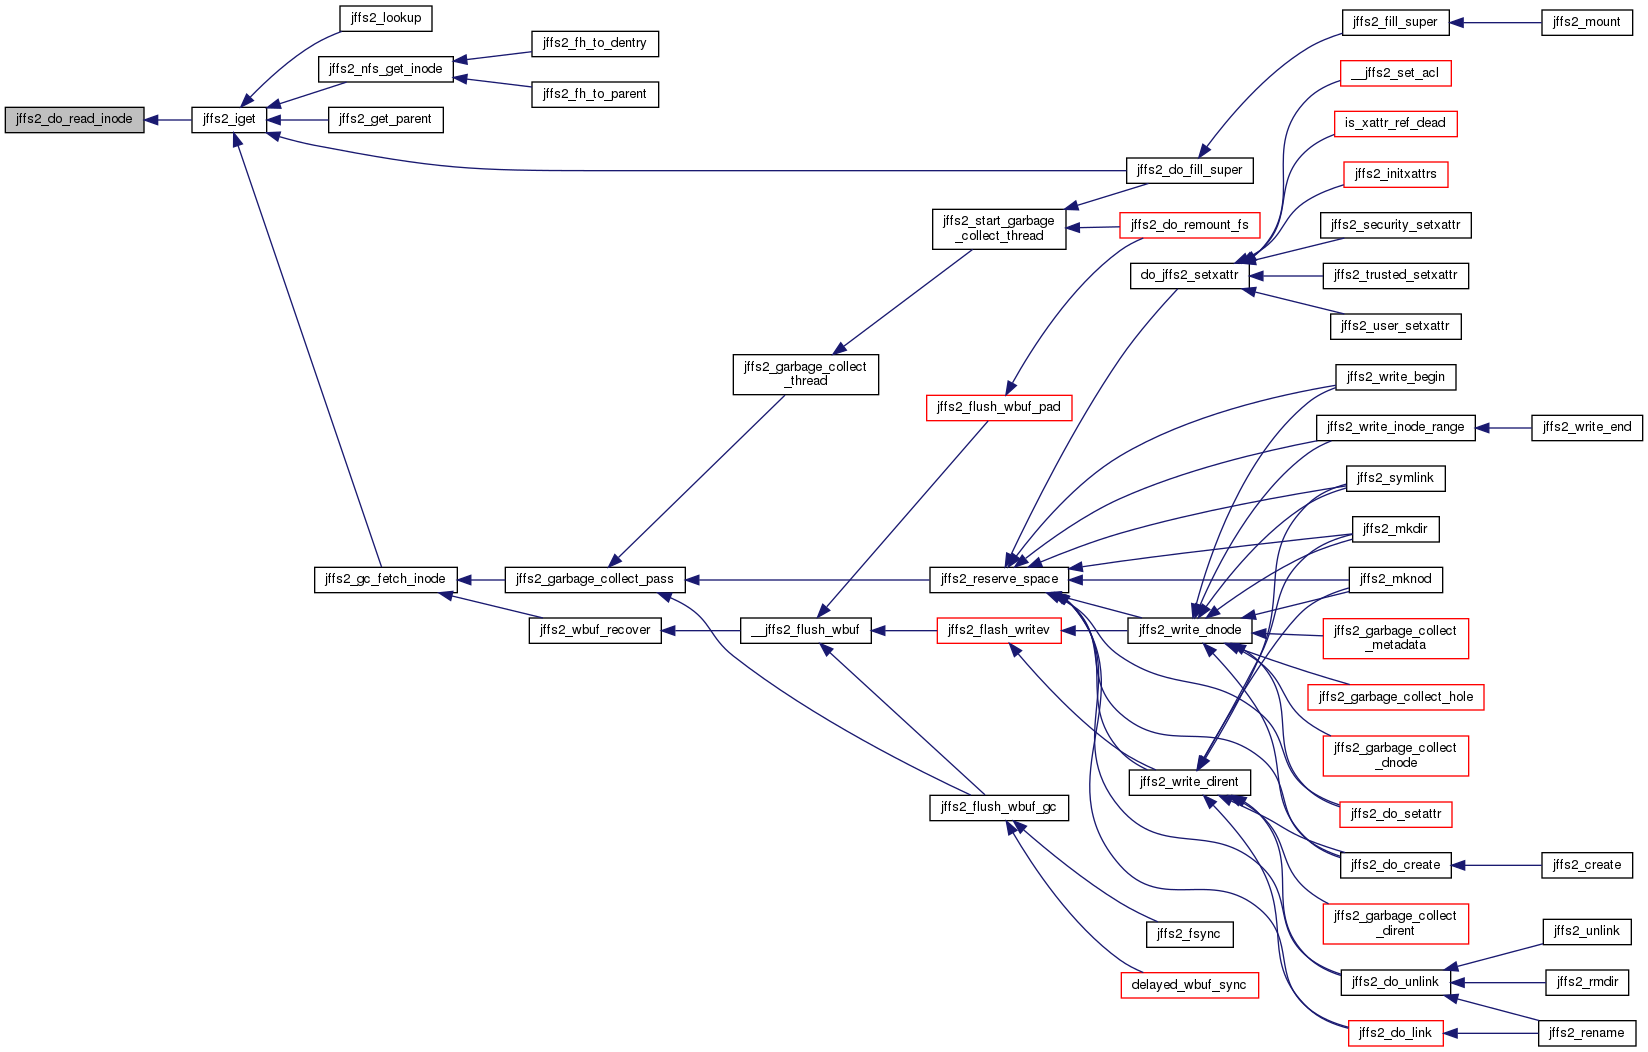 jffs2_lookup
jffs2_fill_super
jffs2_mount
jffs2_fh_to_dentry
jffs2_nfs_get_inode
__jffs2_set_acl
jffs2_fh_to_parent
jffs2_do_read_inode
jffs2_iget
jffs2_get_parent
is_xattr_ref_dead
jffs2_do_fill_super
jffs2_initxattrs
jffs2_start_garbage
_collect_thread
jffs2_do_remount_fs
jffs2_security_setxattr
do_jffs2_setxattr
jffs2_trusted_setxattr
jffs2_user_setxattr
jffs2_garbage_collect
_thread
jffs2_write_begin
jffs2_flush_wbuf_pad
jffs2_write_inode_range
jffs2_write_end
jffs2_symlink
jffs2_mkdir
jffs2_gc_fetch_inode
jffs2_garbage_collect_pass
jffs2_reserve_space
jffs2_mknod
jffs2_wbuf_recover
__jffs2_flush_wbuf
jffs2_flash_writev
jffs2_write_dnode
jffs2_garbage_collect
_metadata
jffs2_garbage_collect_hole
jffs2_garbage_collect
_dnode
jffs2_write_dirent
jffs2_flush_wbuf_gc
jffs2_do_setattr
jffs2_do_create
jffs2_create
jffs2_garbage_collect
_dirent
jffs2_fsync
jffs2_unlink
delayed_wbuf_sync
jffs2_do_unlink
jffs2_rmdir
jffs2_do_link
jffs2_rename